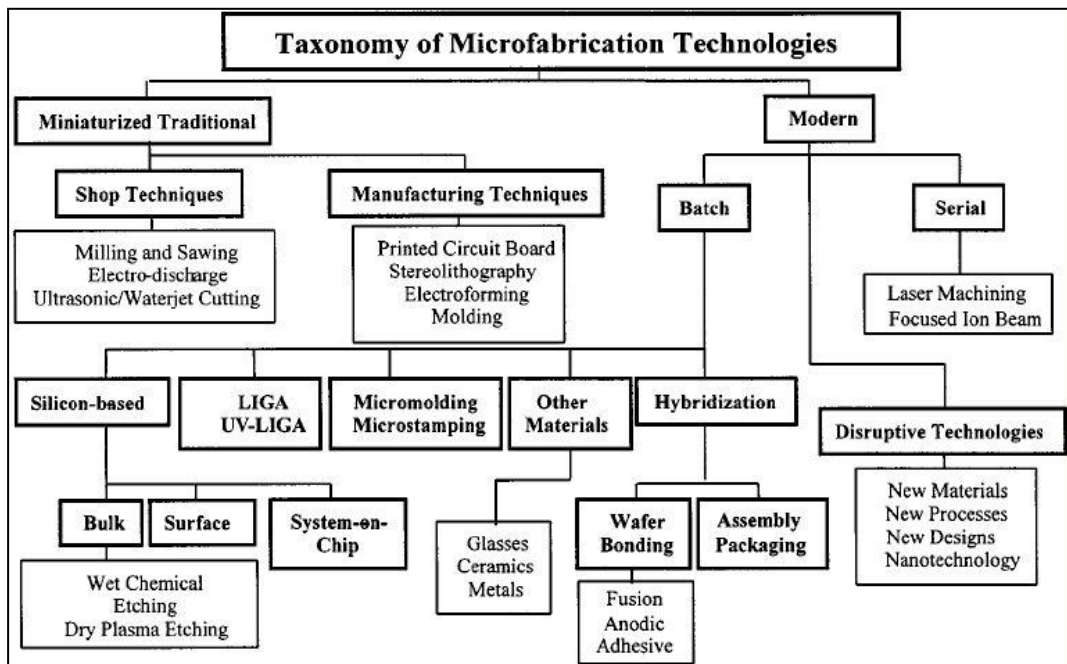 Taxonomy of Microfabrication Technologies
Miniaturized Traditional
Modern
Shop Techniques
Manufacturing Techniques
Batch
Serial
Milling and Sawing
Electro-discharge
Ultrasonic/Waterjet Cutting
Printed Circuit Board
Stereolithography
Electroforming
Molding
Laser Machining
Focused Ion Beam
Silicon-based
LIGA
UV-LIGA
Micromolding
Microstamping
Other
Materials
Hybridization
Disruptive Technologies
Bulk
Surface
System-on-
Chip
Glasses
Ceramics
Metals
Wafer
Bonding
Assembly
Packaging
New Materials
New Processes
New Designs
Nanotechnology
Wet Chemical
Etching
Dry Plasma Etching
Fusion
Anodic
Adhesive